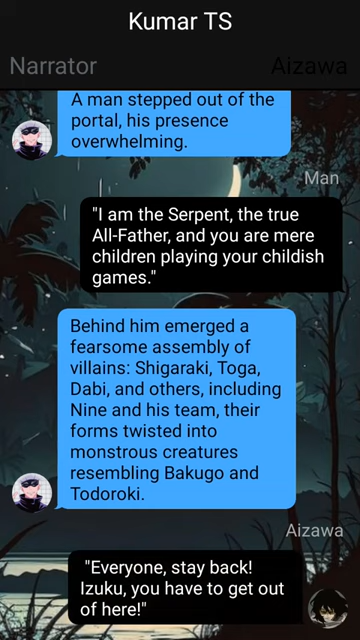 Kumar TS
Narrator
Aizawa
A man stepped out of the
portal, his presence
overwhelming.
Man
"I am the Serpent, the true
All-Father, and you are mere
children playing your childish
games."
Behind him emerged a
fearsome assembly of
villains: Shigaraki, Toga,
Dabi, and others, including
Nine and his team, their
forms twisted into
monstrous creatures
resembling Bakugo and
Todoroki.
Aizawa
"Everyone, stay back!
Izuku, you have to get out
of here!"